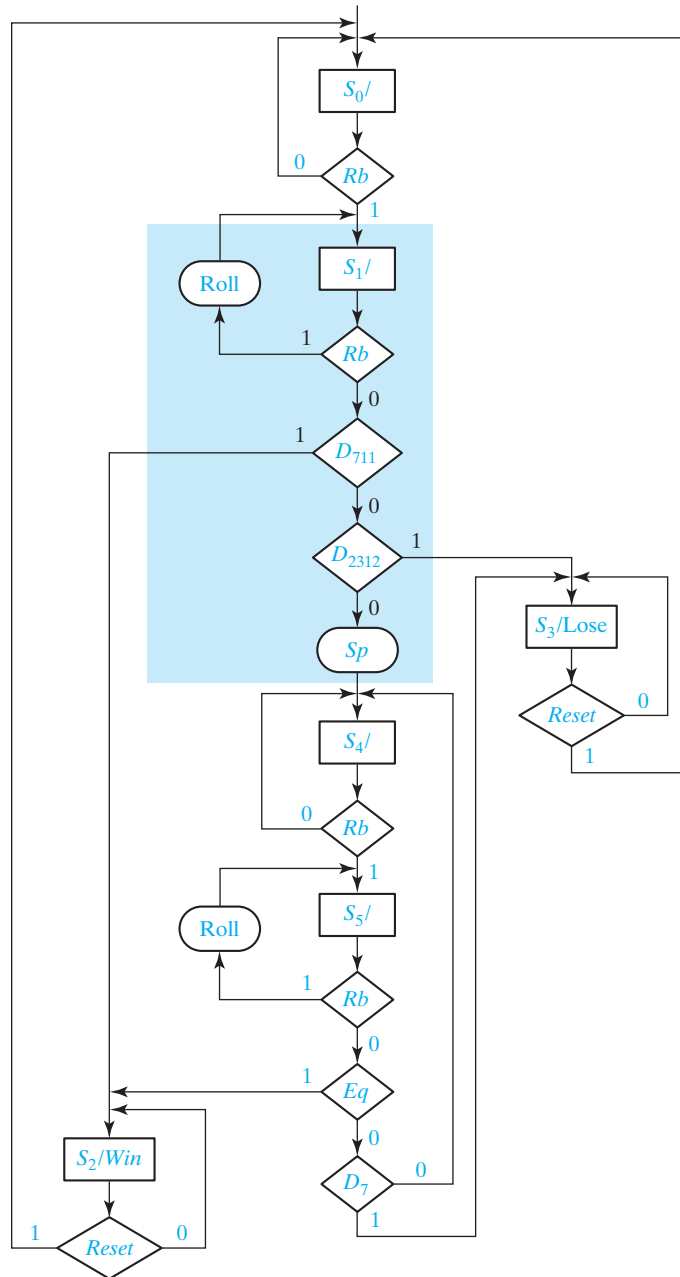 S₀/
0 Rb
1
Roll S₁/
1 Rb
0
1 D₇₁₁
0
D₂₃₁₂ 1
0
Sp
S₃/Lose
Reset 0
1
S₄/
0 Rb
1
Roll S₅/
1 Rb
0
1 Eq
0
S₂/Win
D₇ 0
1
1 Reset 0